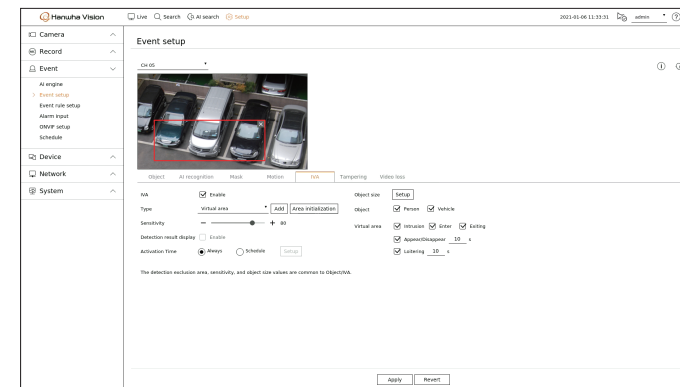 Hanwha Vision
Live Search AI search Setup
2021-01-06 11:33:31 admin
Camera
Record
Event
AI engine
Event setup
Event rule setup
Alarm input
ONVIF setup
Schedule
Device
Network
System
Event setup
CH 05
Object AI recognition Mask Motion IVA Tampering Video loss
IVA Enable
Type Virtual area Add Area initialization
Sensitivity 80
Detection result display Enable
Activation Time Always Schedule Setup
Object size Setup
Object Person Vehicle
Virtual area Intrusion Enter Exiting
Appear/Disappear 10 s
Loitering 10 s
The detection exclusion area, sensitivity, and object size values are common to Object/IVA.
Apply Revert